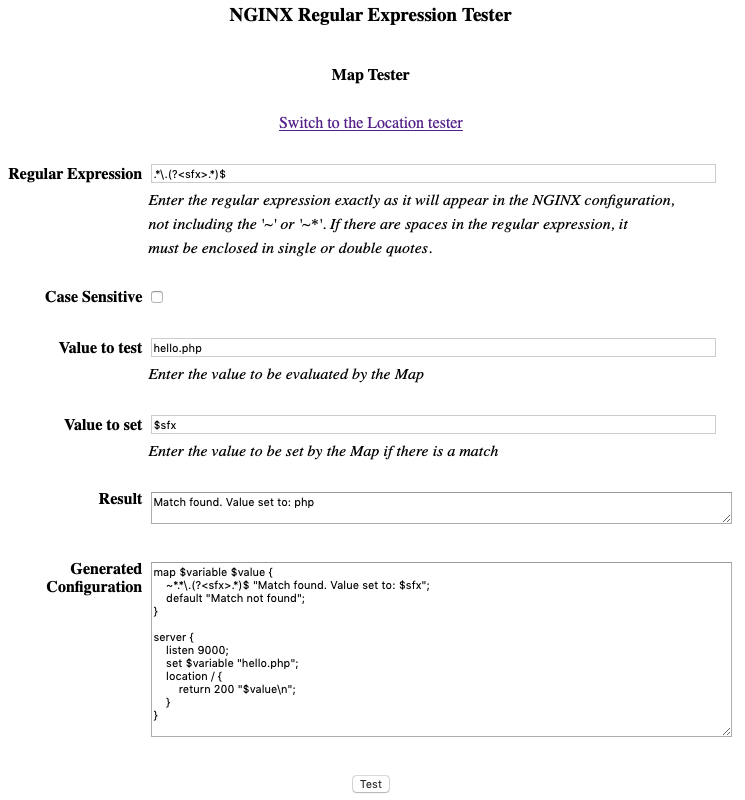 NGINX Regular Expression Tester
Map Tester
Switch to the Location tester
Regular Expression .*\.(?<sfx>.*)$
Enter the regular expression exactly as it will appear in the NGINX configuration,
not including the '~' or '~*'. If there are spaces in the regular expression, it
must be enclosed in single or double quotes.
Case Sensitive
Value to test hello.php
Enter the value to be evaluated by the Map
Value to set $sfx
Enter the value to be set by the Map if there is a match
Result Match found. Value set to: php
Generated
Configuration
map $variable $value {
    ~*.*\.(?<sfx>.*)$ "Match found. Value set to: $sfx";
    default "Match not found";
}

server {
    listen 9000;
    set $variable "hello.php";
    location / {
        return 200 "$value\n";
    }
}
Test